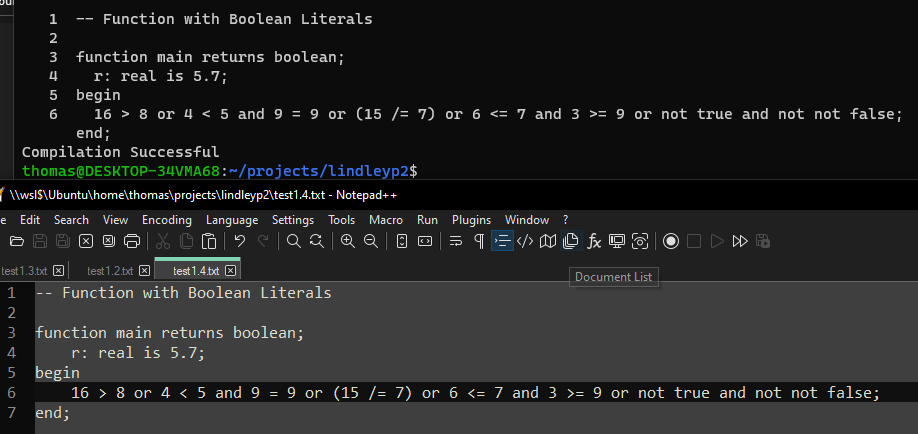 1 -- Function with Boolean Literals
2
3 function main returns boolean;
4 r: real is 5.7;
5 begin
6 16 > 8 or 4 < 5 and 9 = 9 or (15 /= 7) or 6 <= 7 and 3 >= 9 or not true and not not false;
end;
Compilation Successful
thomas@DESKTOP-34VMA68:~/projects/lindleyp2$
\\wsl$\Ubuntu\home\thomas\projects\lindleyp2\test1.4.txt - Notepad++
e Edit Search View Encoding Language Settings Tools Macro Run Plugins Window ?
test1.3.txt test1.2.txt test1.4.txt
Document List
1 -- Function with Boolean Literals
2
3 function main returns boolean;
4 r: real is 5.7;
5 begin
6 16 > 8 or 4 < 5 and 9 = 9 or (15 /= 7) or 6 <= 7 and 3 >= 9 or not true and not not false;
7 end;